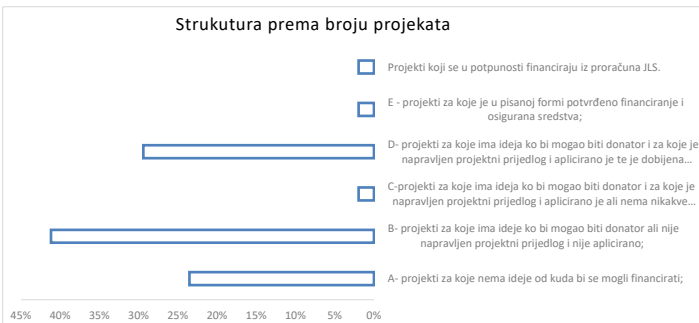 Strukutura prema broju projekata
Projekti koji se u potpunosti financiraju iz proračuna JLS.
E - projekti za koje je u pisanoj formi potvrđeno financiranje i
osigurana sredstva;
D- projekti za koje ima ideja ko bi mogao biti donator i za koje je
napravljen projektni prijedlog i aplicirano je te je dobijena…
C-projekti za koje ima ideja ko bi mogao biti donator i za koje je
napravljen projektni prijedlog i aplicirano je ali nema nikakve…
B- projekti za koje ima ideje ko bi mogao biti donator ali nije
napravljen projektni prijedlog i nije aplicirano;
A- projekti za koje nema ideje od kuda bi se mogli financirati;
45% 40% 35% 30% 25% 20% 15% 10% 5% 0%